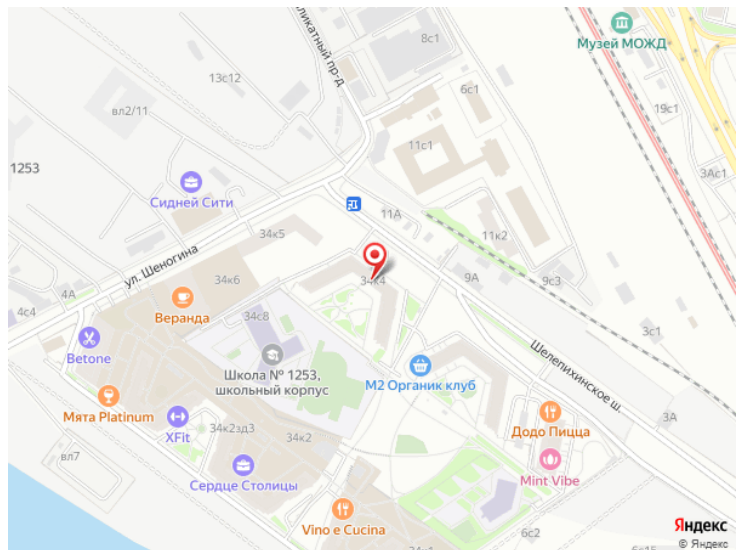 Музей МОЖД
8с1
ликатный пр-д
13с12
6с1
вл2/11
19с1
11с1
1253
3Ас1
Сидней Сити
11А
34к5
11к2
ул. Шеногина
9А
9с3
34к6
34к4
4А
4с4
Веранда
34с8
3с1
Betone
Шелепихинское ш.
Школа № 1253,
школьный корпус
М2 Органик клуб
Мята Platinum
3А
XFit
34к2зд3
34к2
Додо Пицца
вл7
Сердце Столицы
Mint Vibe
Vino e Cucina
6с2
Яндекс
© Яндекс